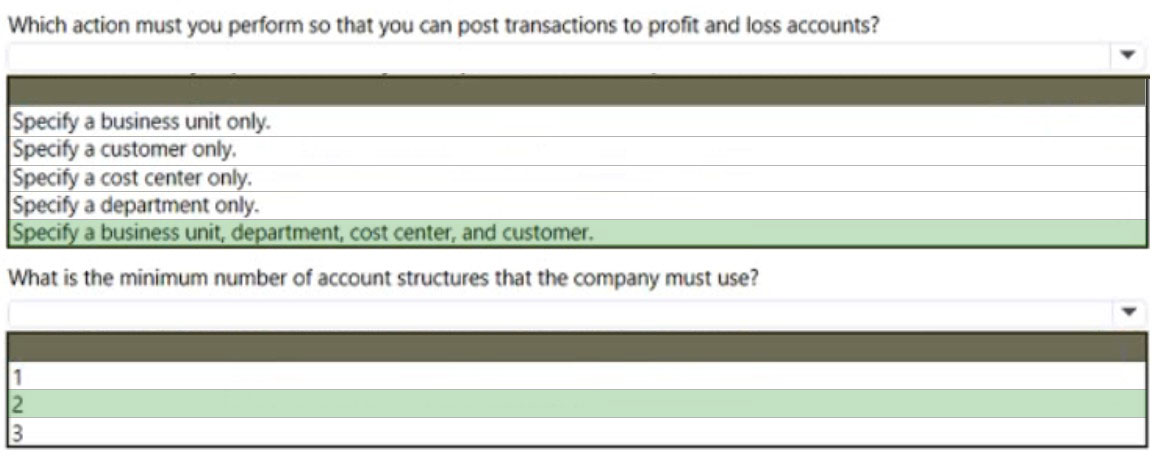 Which action must you perform so that you can post transactions to profit and loss accounts?
Specify a business unit only.
Specify a customer only.
Specify a cost center only.
Specify a department only.
Specify a business unit, department, cost center, and customer.
What is the minimum number of account structures that the company must use?
1
2
3